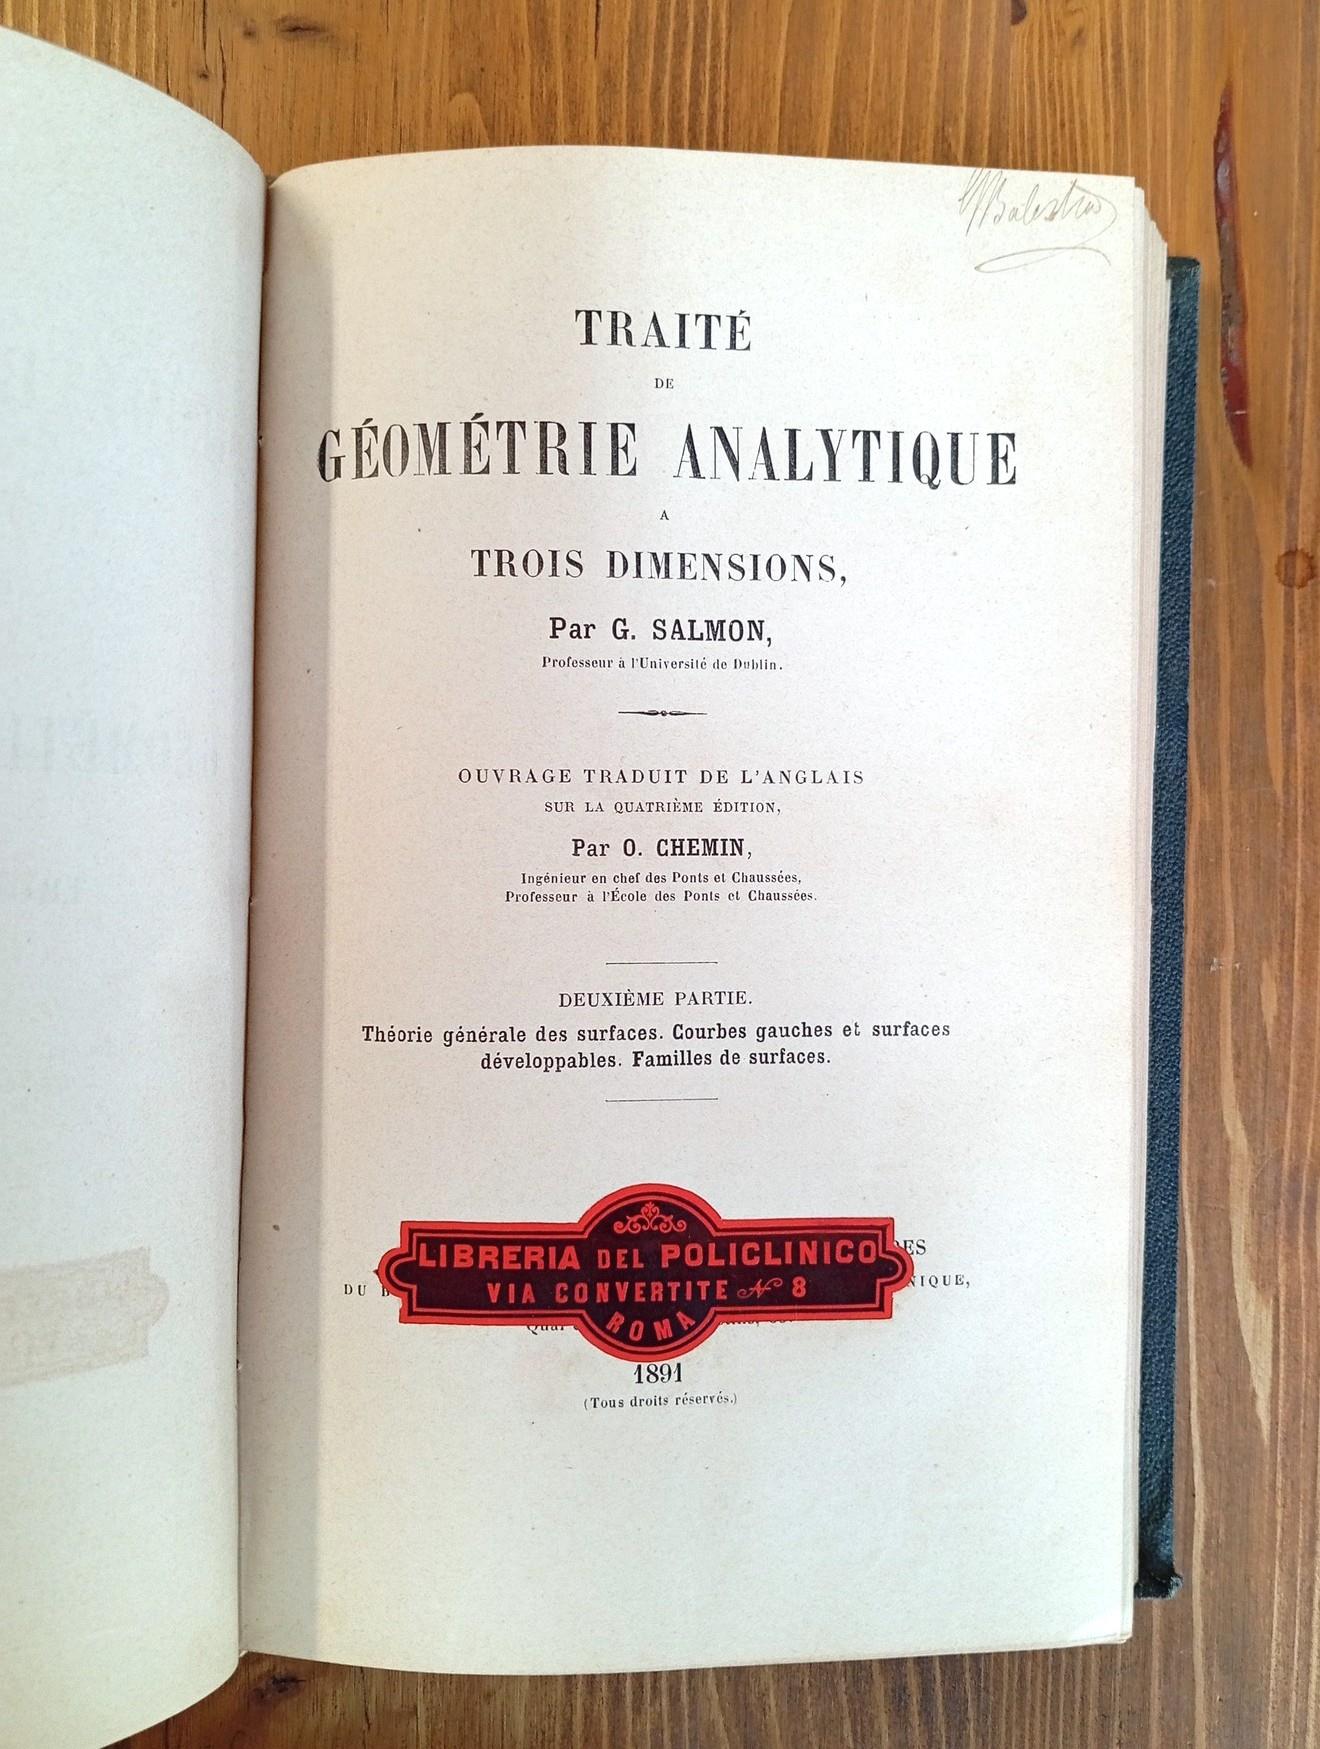 Balestra
TRAITÉ
DE
GÉOMÉTRIE ANALYTIQUE
A
TROIS DIMENSIONS,
Par G. SALMON,
Professeur à l'Université de Dublin.
OUVRAGE TRADUIT DE L'ANGLAIS
SUR LA QUATRIÈME ÉDITION,
Par O. CHEMIN,
Ingénieur en chef des Ponts et Chaussées,
Professeur à l'École des Ponts et Chaussées.
DEUXIÈME PARTIE.
Théorie générale des surfaces. Courbes gauches et surfaces
développables. Familles de surfaces.
LIBRERIA DEL POLICLINICO
DU
VIA CONVERTITE No 8
ROMA
1891
(Tous droits réservés.)